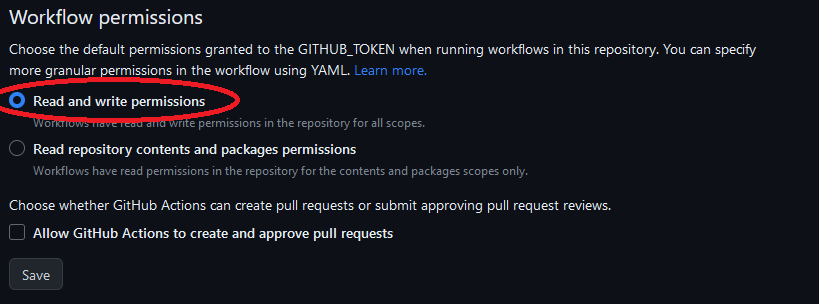 Workflow permissions
Choose the default permissions granted to the GITHUB_TOKEN when running workflows in this repository. You can specify
more granular permissions in the workflow using YAML. Learn more.
Read and write permissions
Workflows have read and write permissions in the repository for all scopes.
Read repository contents and packages permissions
Workflows have read permissions in the repository for the contents and packages scopes only.
Choose whether GitHub Actions can create pull requests or submit approving pull request reviews.
Allow GitHub Actions to create and approve pull requests
Save